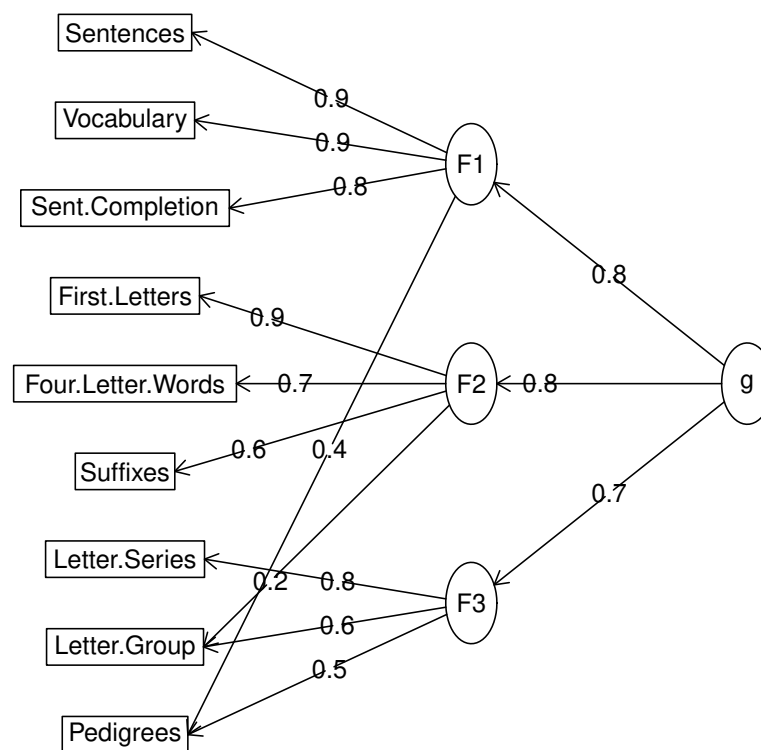 Sentences
0.9
Vocabulary
0.9
F1
Sent.Completion
0.8
0.8
First.Letters
0.9
Four.Letter.Words
0.7
F2
0.8
g
Suffixes
0.6
0.4
0.7
Letter.Series
0.2
0.8
F3
Letter.Group
0.6
0.5
Pedigrees